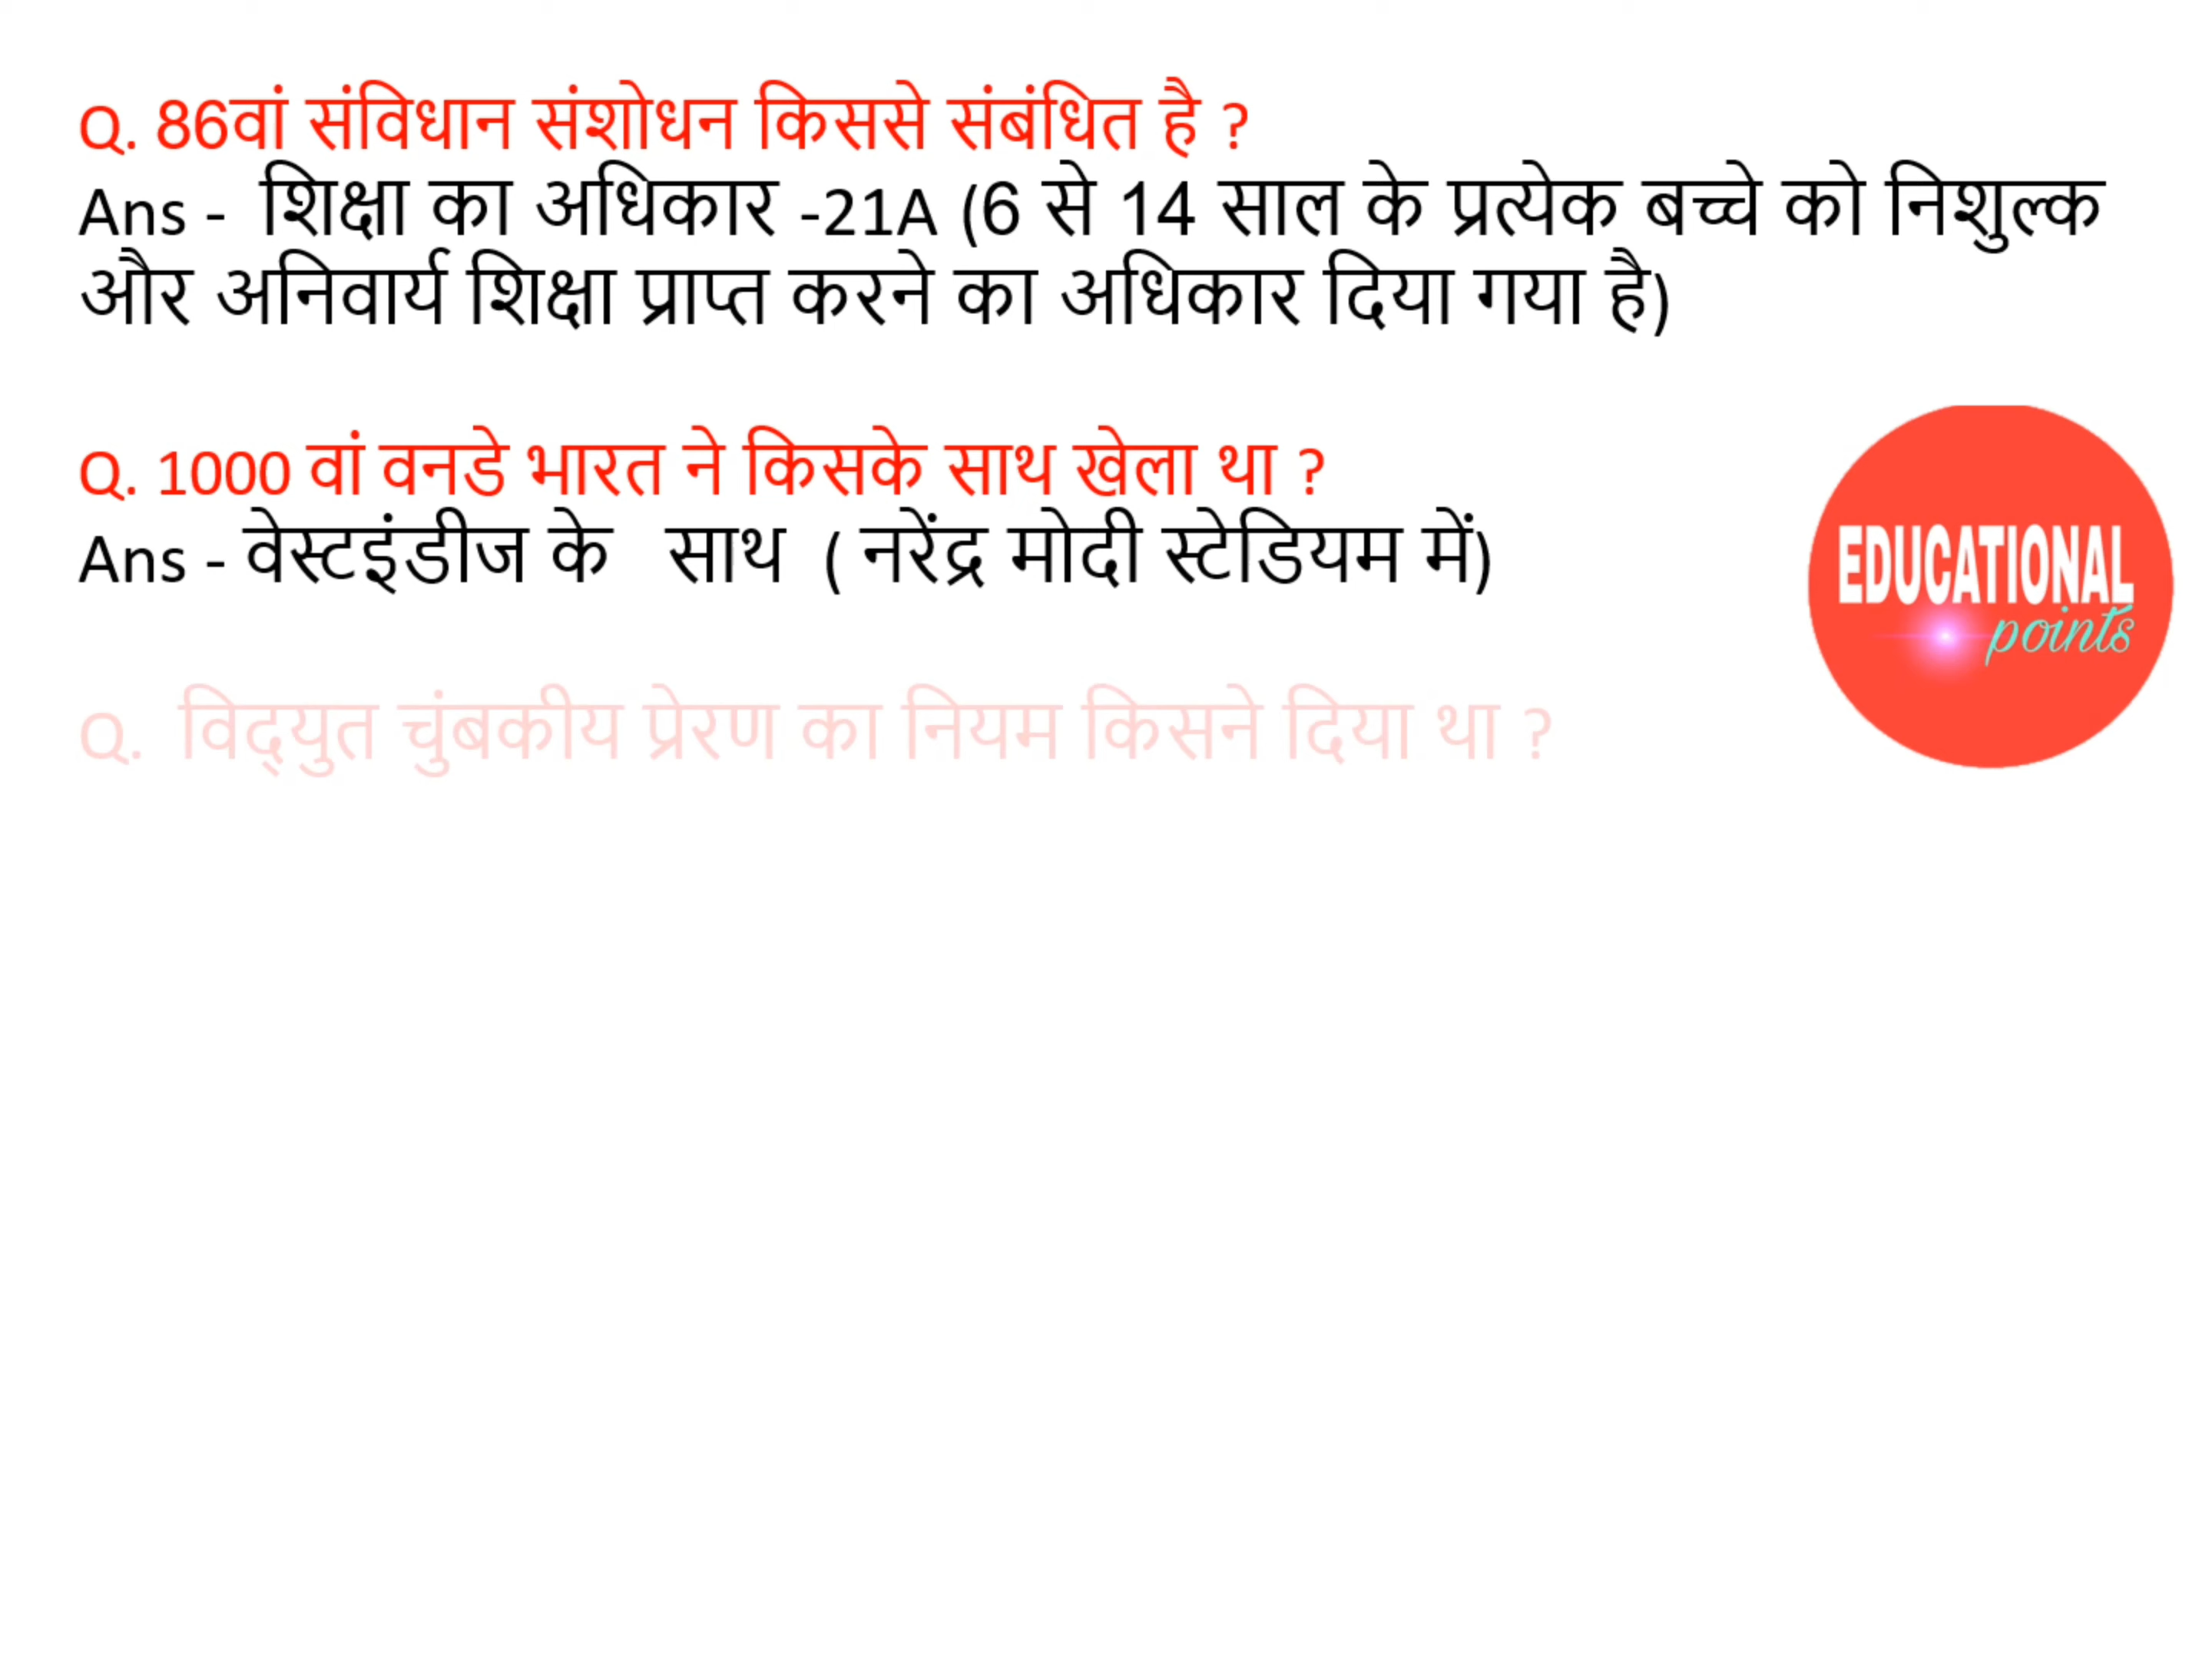 Q. 86वां संविधान संशोधन किससे संबंधित है ?
Ans - शिक्षा का अधिकार -21A (6 से 14 साल के प्रत्येक बच्चे को निशुल्क
और अनिवार्य शिक्षा प्राप्त करने का अधिकार दिया गया है)
Q. 1000 वां वनडे भारत ने किसके साथ खेला था ?
Ans - वेस्टइंडीज के साथ ( नरेंद्र मोदी स्टेडियम में)
EDUCATIONAL
points
Q. विद्युत चुंबकीय प्रेरण का नियम किसने दिया था ?